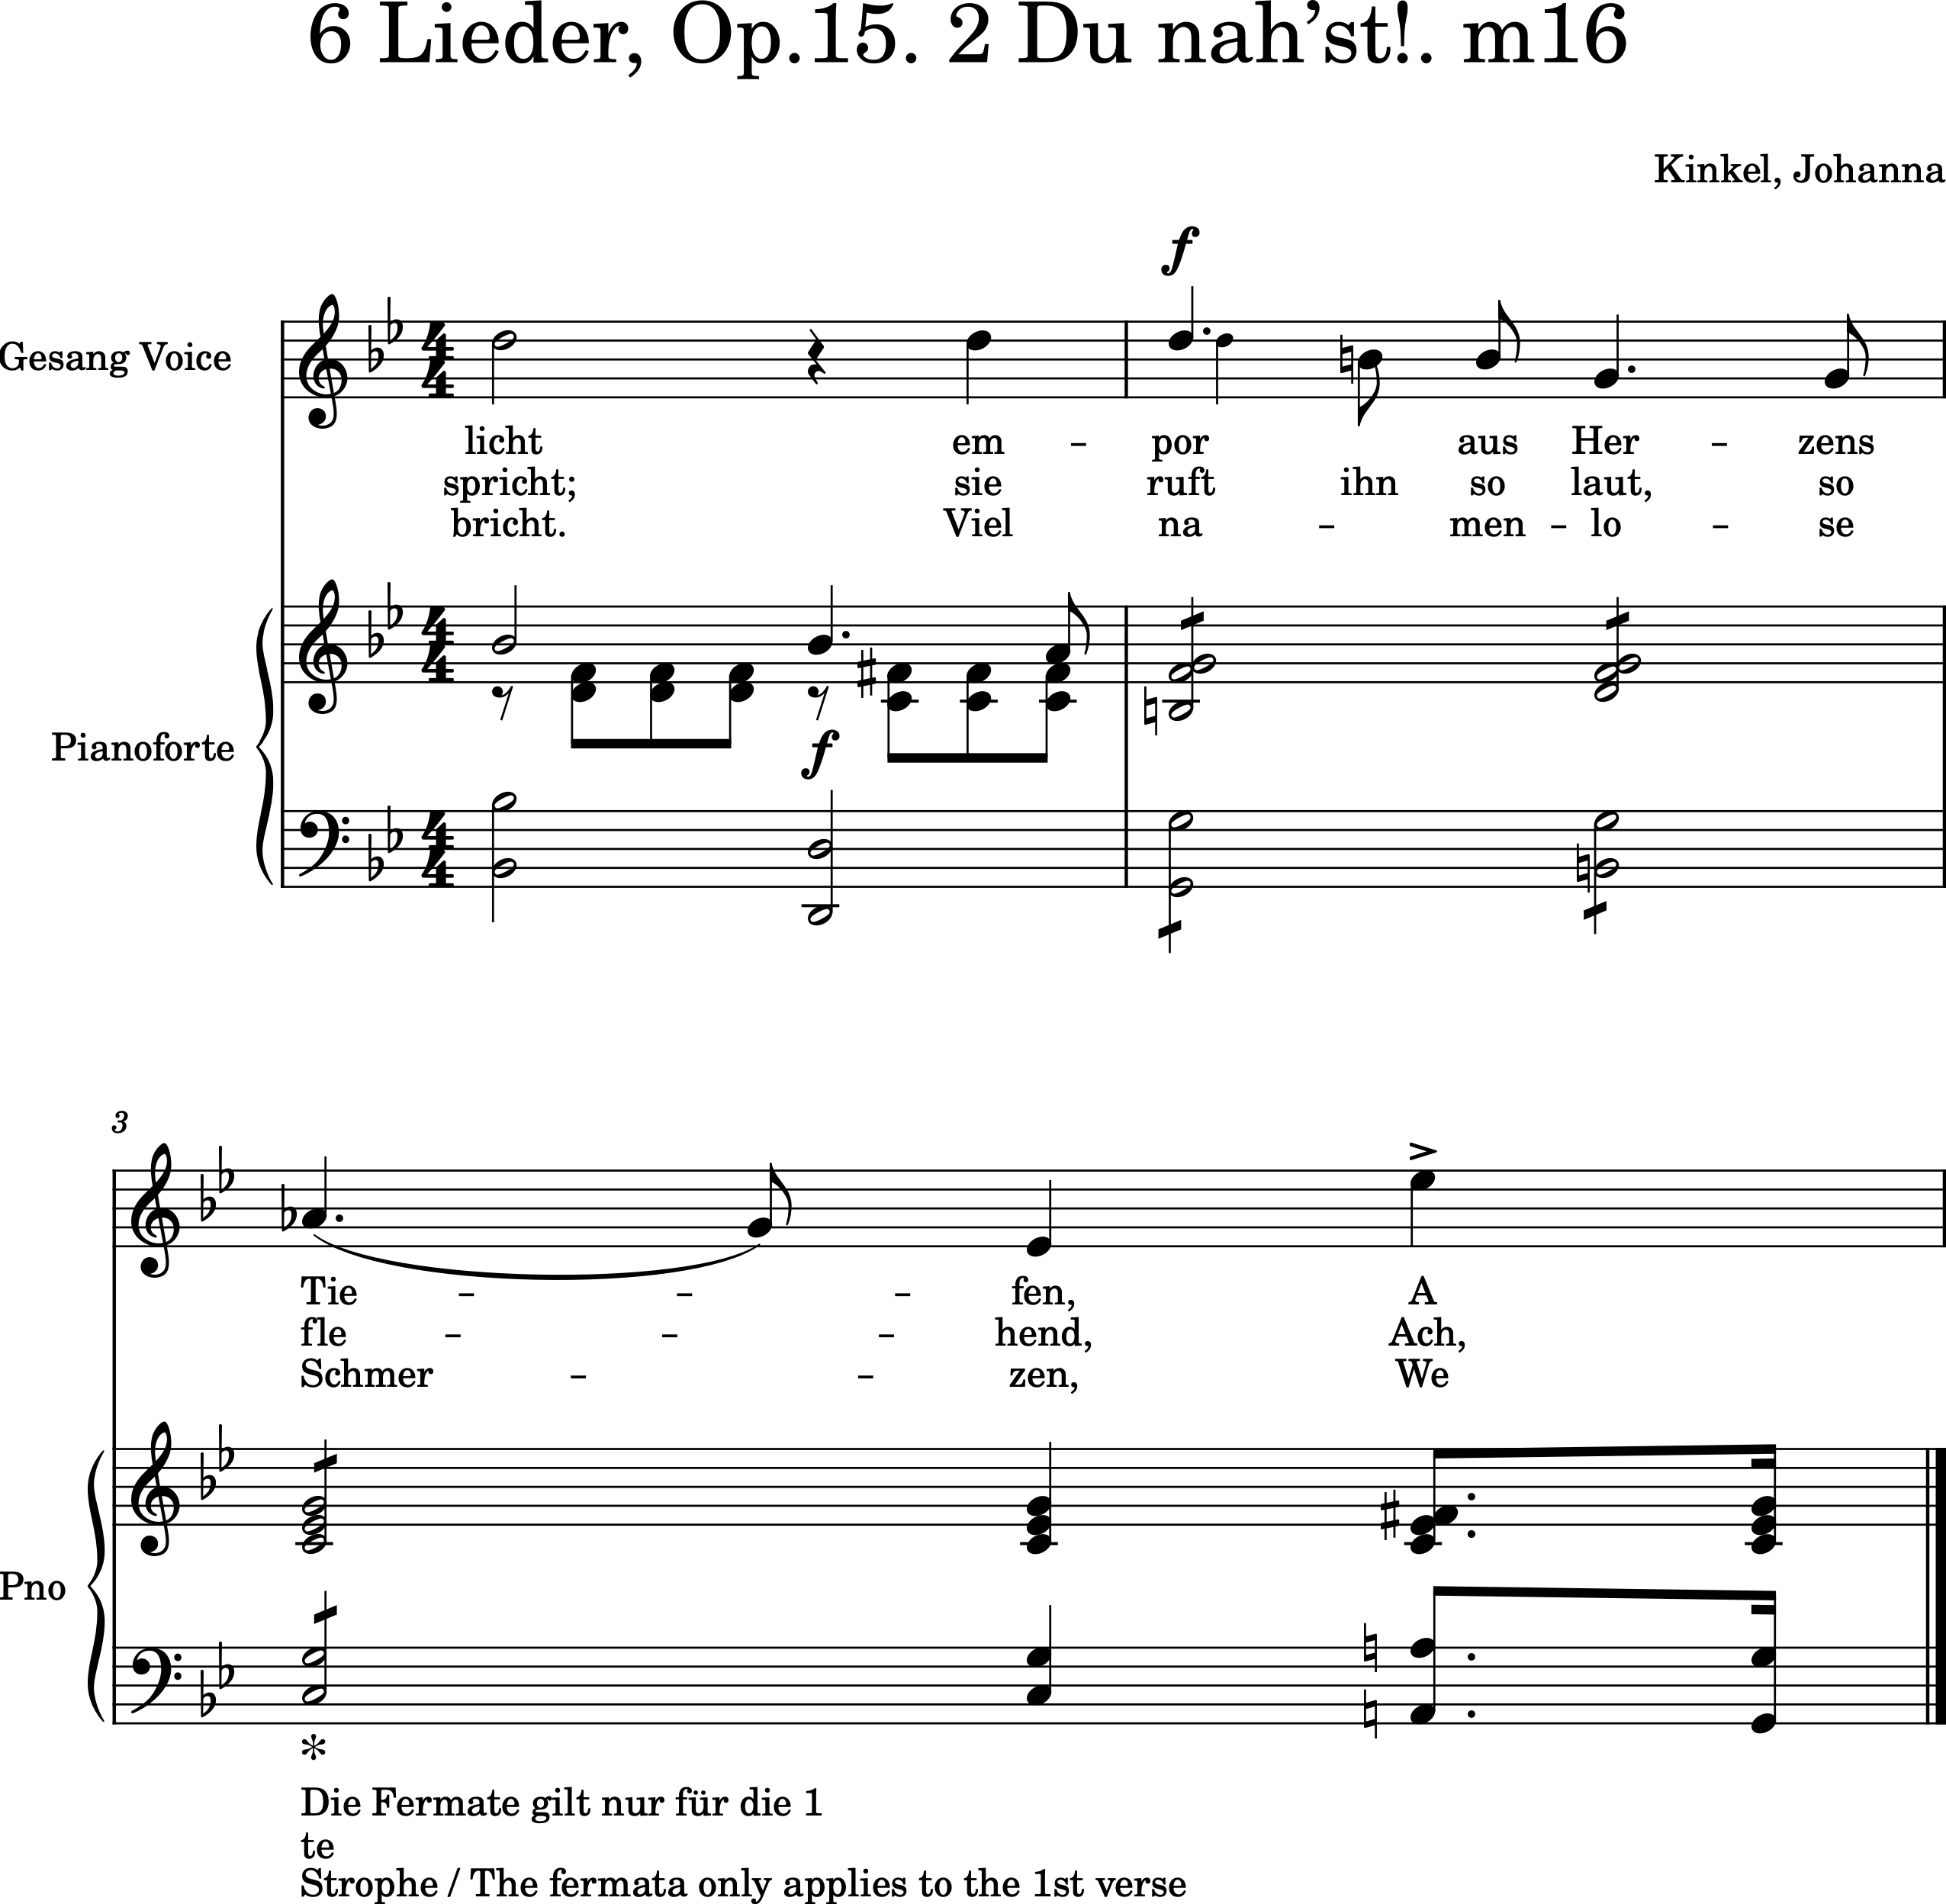 6 Lieder, Op.15. 2 Du nah’st!. m16
Kinkel, Johanna
f
Gesang Voice
licht em – por aus Her – zens
spricht; sie ruft ihn so laut, so
bricht. Viel na – men – lo – se
Pianoforte
f
3
Tie – – – fen, A
fle – – – hend, Ach,
Schmer – – zen, We
Pno
*
Die Fermate gilt nur für die 1
te
Strophe / The fermata only applies to the 1st verse